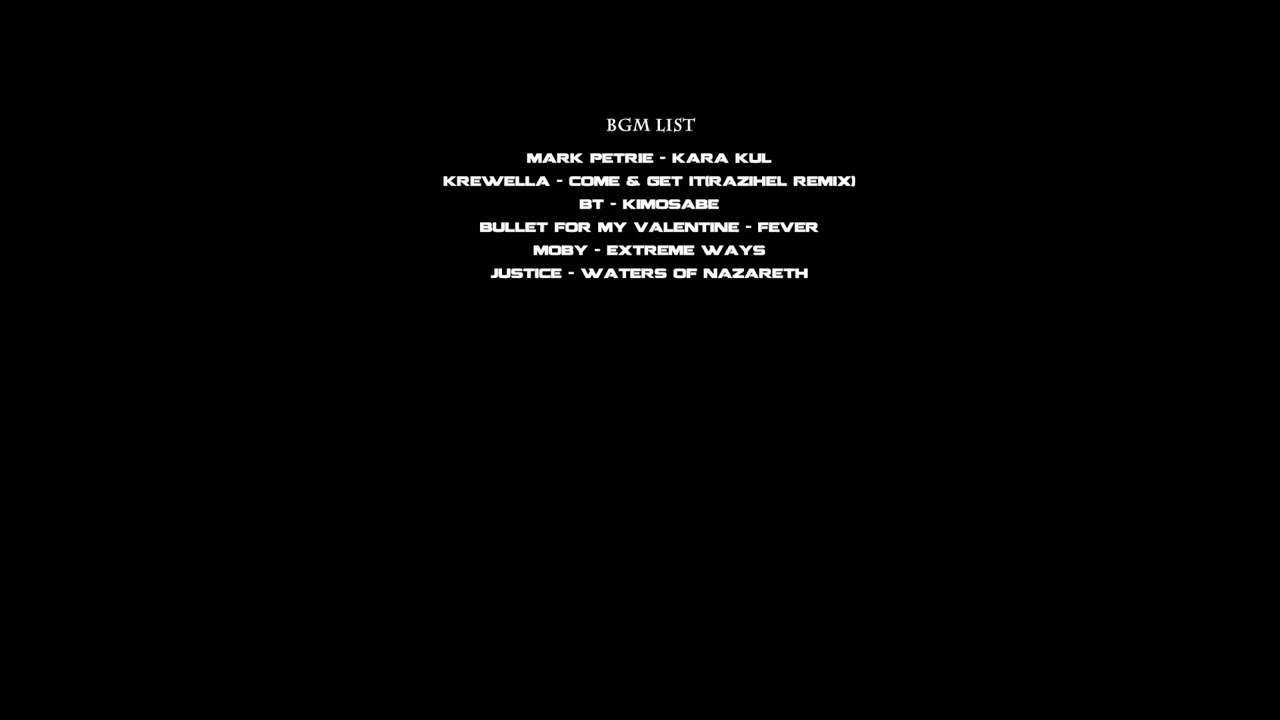 BGM LIST
MARK PETRIE - KARA KUL
KREWELLA - COME & GET IT(RAZIHEL REMIX)
BT - KIMOSABE
BULLET FOR MY VALENTINE - FEVER
MOBY - EXTREME WAYS
JUSTICE - WATERS OF NAZARETH